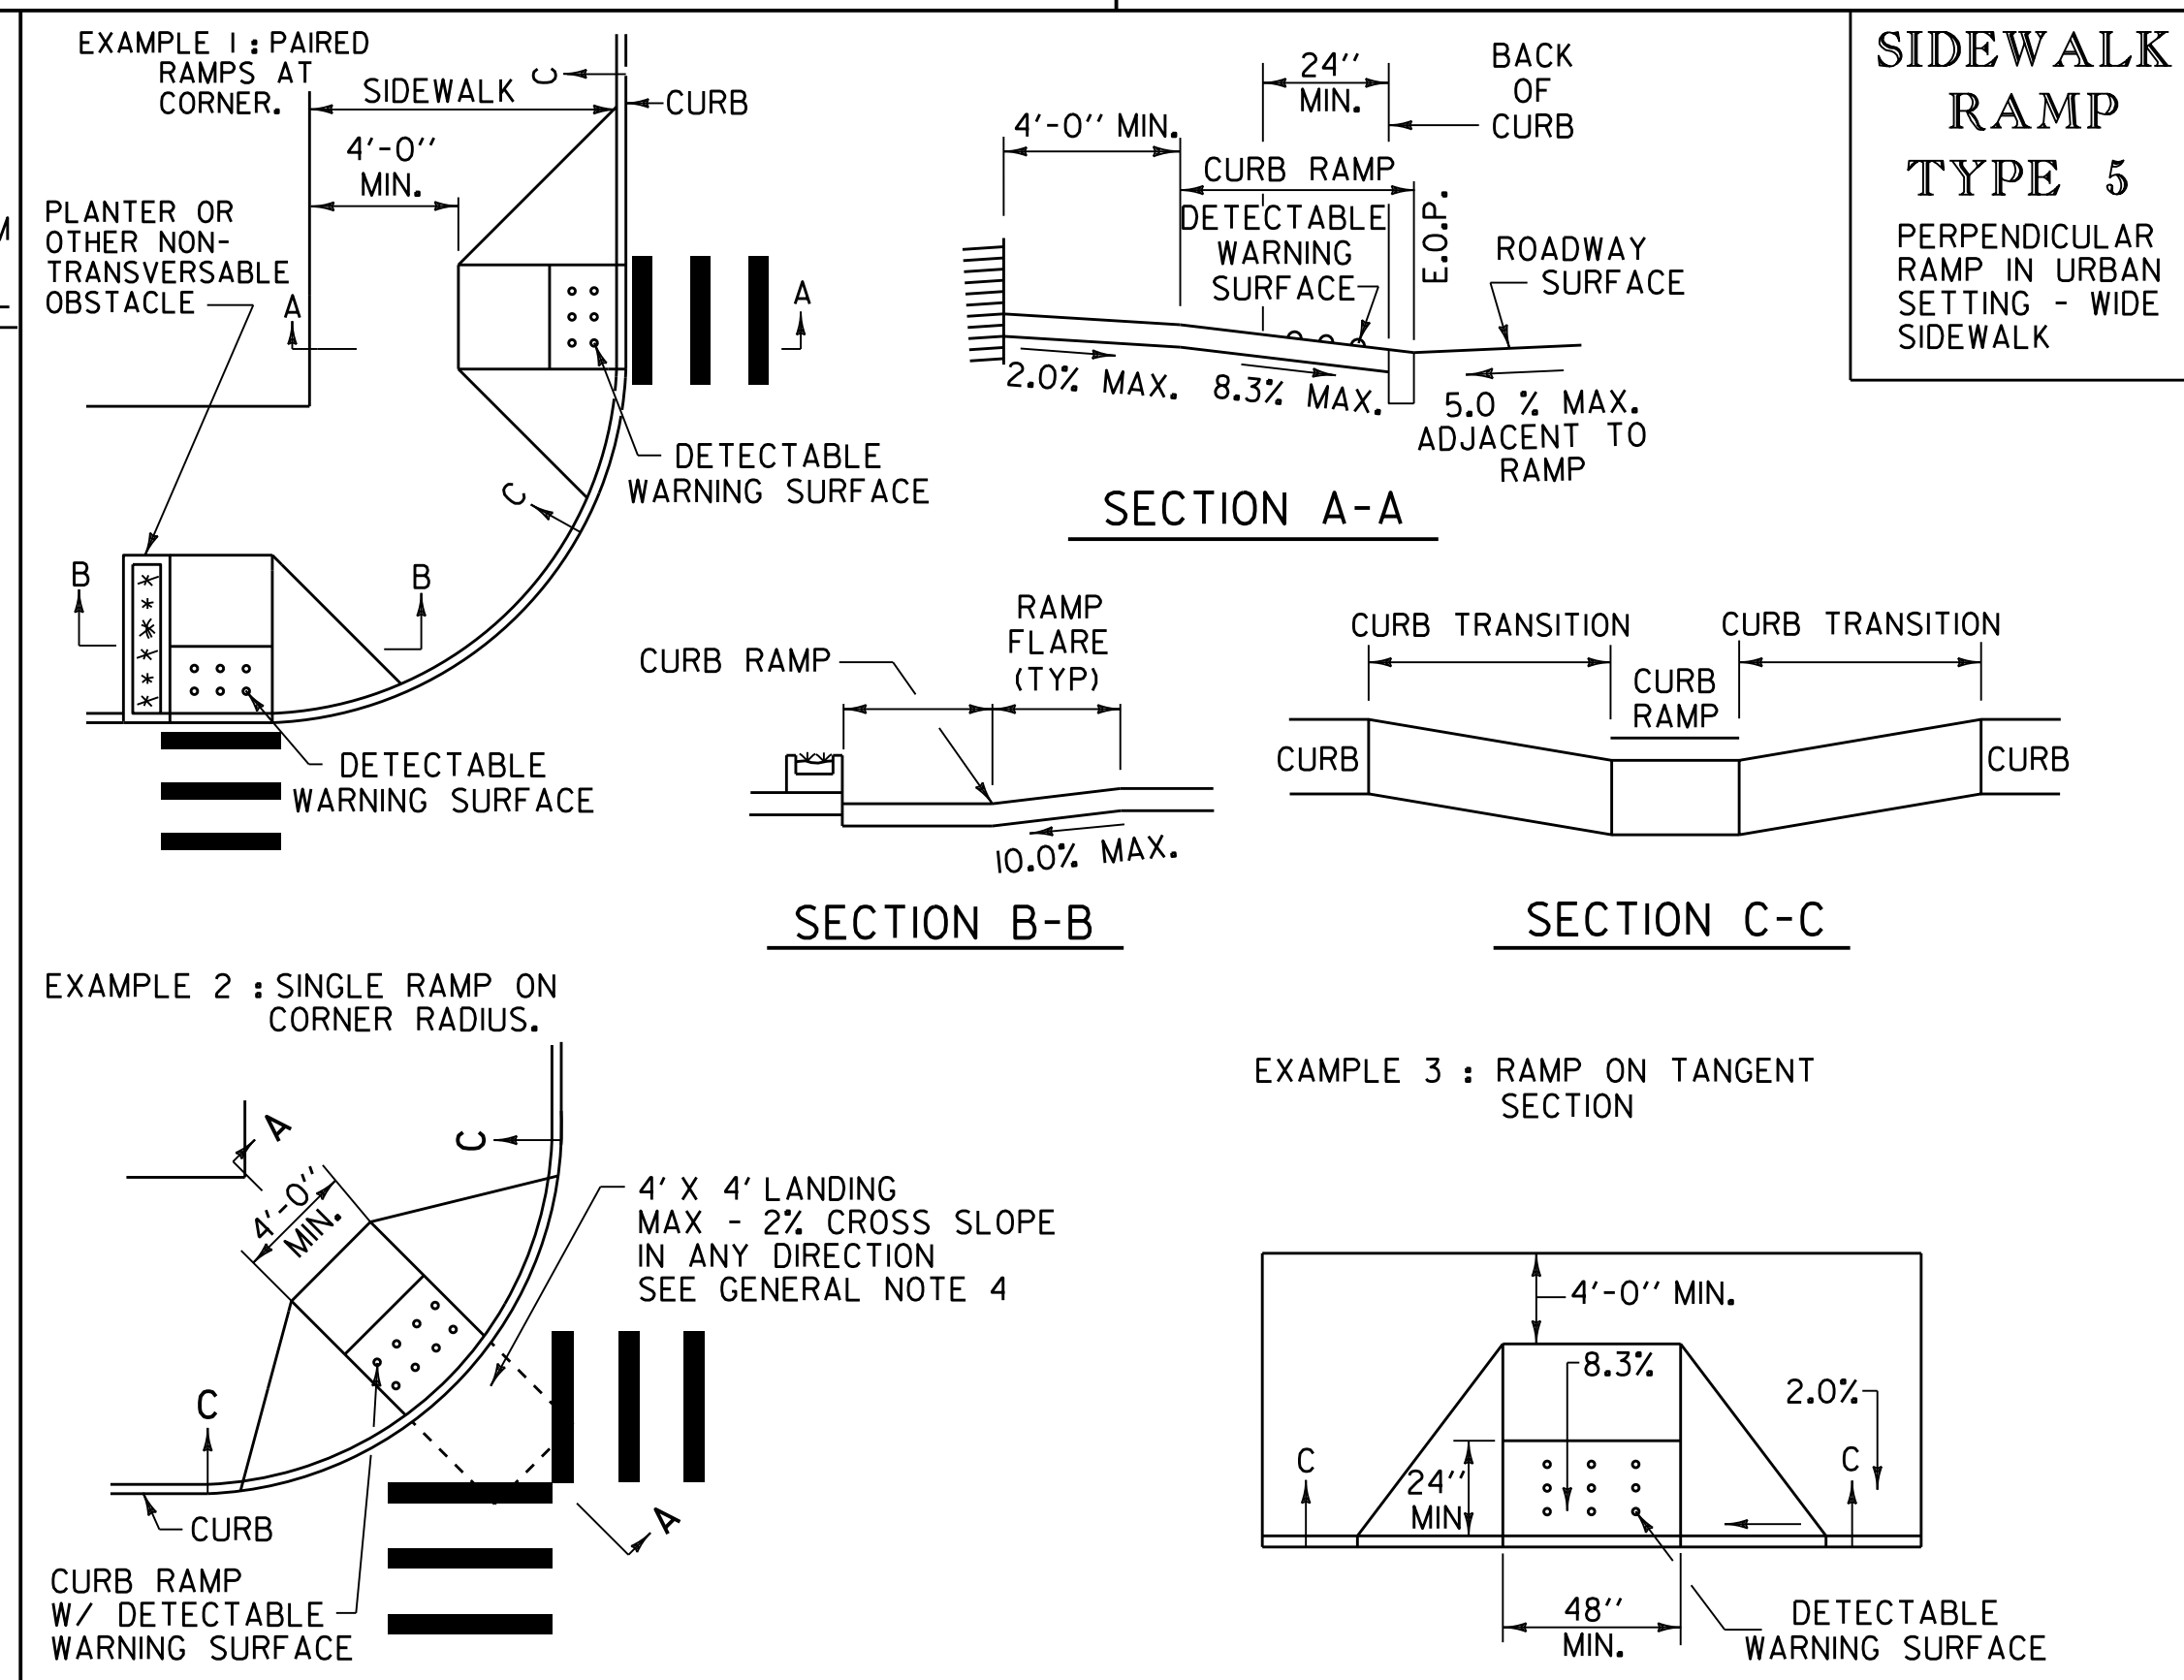 EXAMPLE 1 : PAIRED
RAMPS AT
CORNER.
SIDEWALK
C
CURB
4'-0''
MIN.
PLANTER OR
OTHER NON-
TRANSVERSABLE
OBSTACLE
A
A
DETECTABLE
WARNING SURFACE
C
B
B
DETECTABLE
WARNING SURFACE
24''
MIN.
BACK
OF
CURB
4'-0'' MIN.
CURB RAMP
DETECTABLE
WARNING
SURFACE
E.O.P.
ROADWAY
SURFACE
2.0% MAX.
8.3% MAX.
5.0 % MAX.
ADJACENT TO
RAMP
SECTION A-A
SIDEWALK
RAMP
TYPE 5
PERPENDICULAR
RAMP IN URBAN
SETTING - WIDE
SIDEWALK
CURB RAMP
RAMP
FLARE
(TYP)
10.0% MAX.
SECTION B-B
CURB TRANSITION
CURB TRANSITION
CURB
RAMP
CURB
CURB
SECTION C-C
EXAMPLE 2 : SINGLE RAMP ON
CORNER RADIUS.
A
C
4'-0''
MIN.
4' X 4' LANDING
MAX - 2% CROSS SLOPE
IN ANY DIRECTION
SEE GENERAL NOTE 4
C
A
CURB
CURB RAMP
W/ DETECTABLE
WARNING SURFACE
EXAMPLE 3 : RAMP ON TANGENT
SECTION
4'-0'' MIN.
8.3%
2.0%
C
C
24''
MIN
48''
MIN.
DETECTABLE
WARNING SURFACE